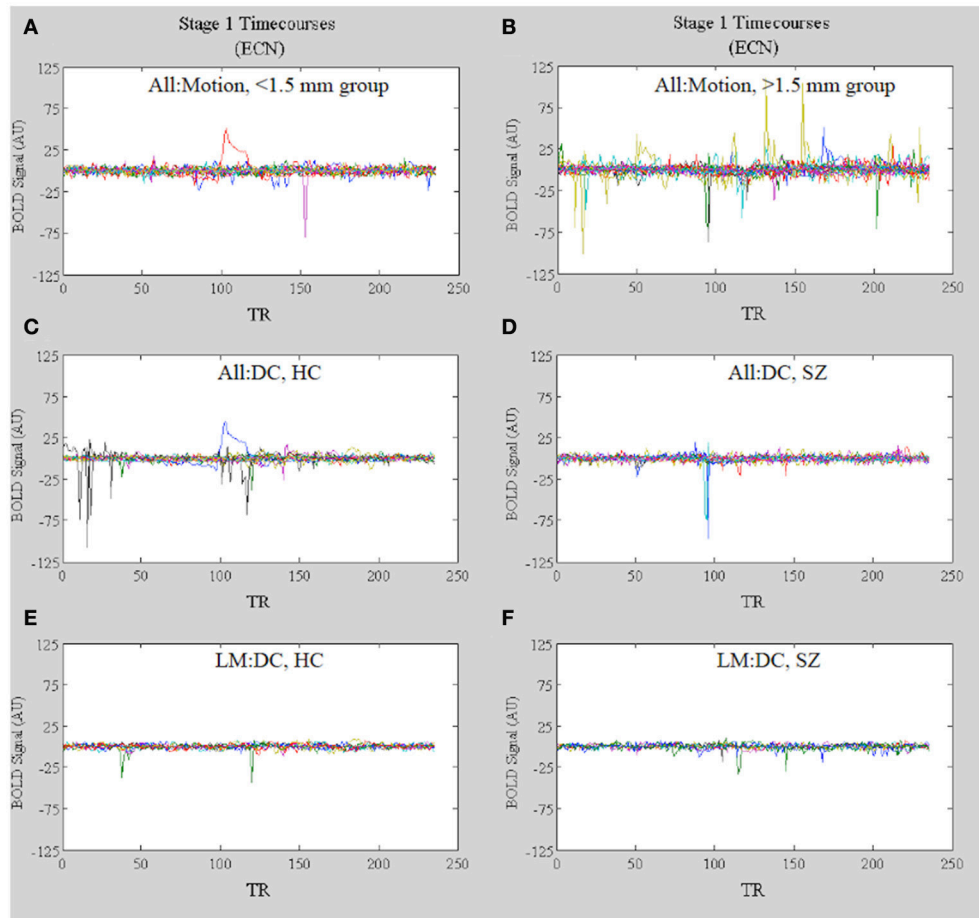 A
Stage 1 Timecourses
(ECN)
B
Stage 1 Timecourses
(ECN)
All:Motion, <1.5 mm group
BOLD Signal (AU)
125
75
25
-25
-75
-125
0 50 100 150 200 250
TR
All:Motion, >1.5 mm group
BOLD Signal (AU)
125
75
25
-25
-75
-125
0 50 100 150 200 250
TR
C
All:DC, HC
BOLD Signal (AU)
125
75
25
-25
-75
-125
0 50 100 150 200 250
TR
D
All:DC, SZ
BOLD Signal (AU)
125
75
25
-25
-75
-125
0 50 100 150 200 250
TR
E
LM:DC, HC
BOLD Signal (AU)
125
75
25
-25
-75
-125
0 50 100 150 200 250
TR
F
LM:DC, SZ
BOLD Signal (AU)
125
75
25
-25
-75
-125
0 50 100 150 200 250
TR